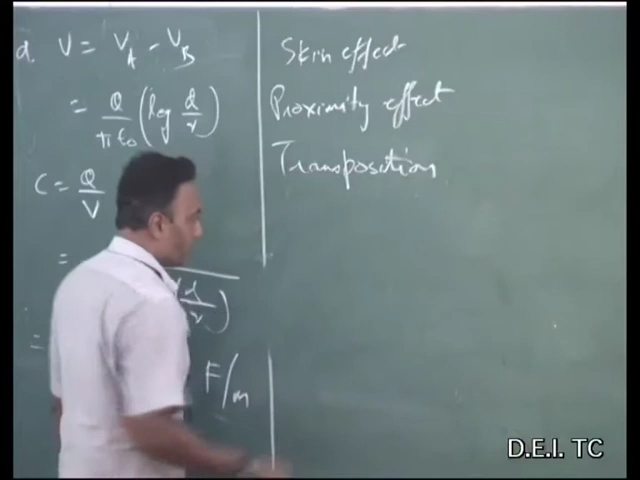 d. V = V_A - V_B
= Q/πε₀ (log d/r)
C = Q/V
=
(d/r)
=
F/m
Skin effect
Proximity effect
Transposition
D.E.I. TC